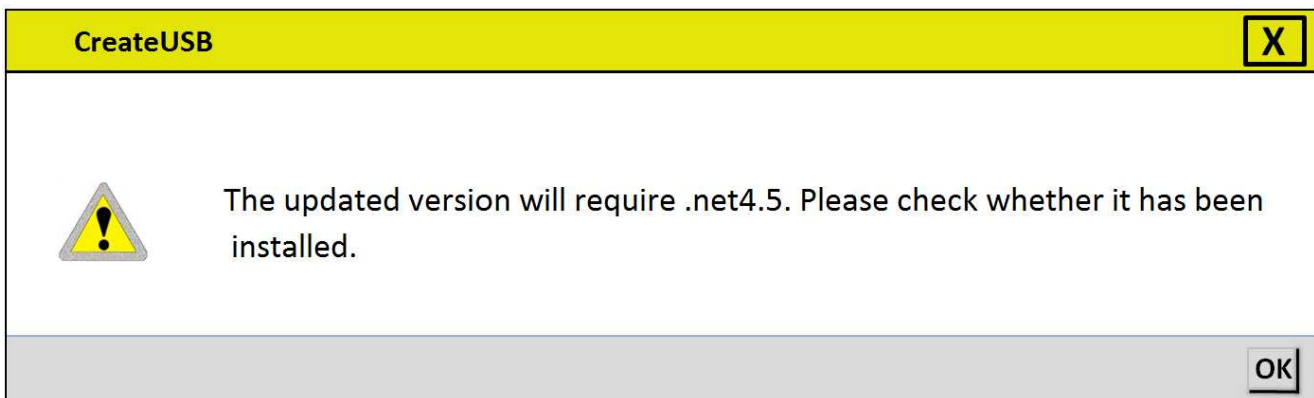 CreateUSB
X
The updated version will require .net4.5. Please check whether it has been
installed.
OK